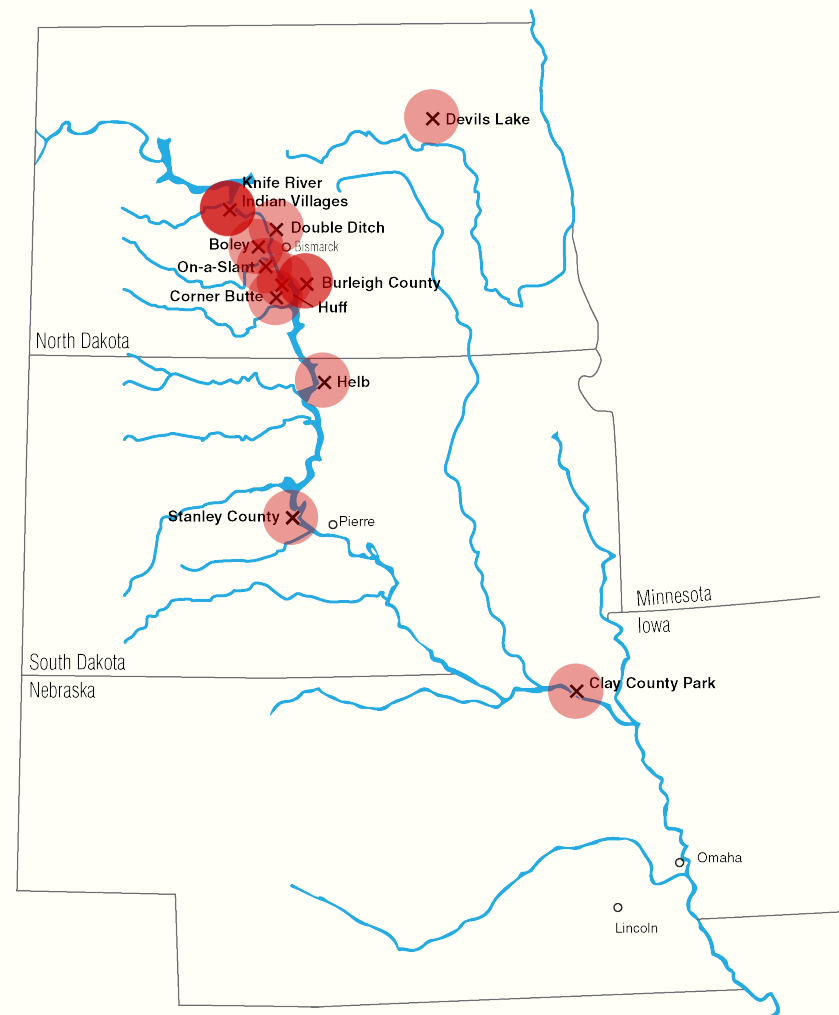 Devils Lake
Knife River
Indian Villages
Double Ditch
Boley
Bismarck
On-a-Slant
Burleigh County
Corner Butte
Huff
North Dakota
Helb
Stanley County
Pierre
Minnesota
Iowa
South Dakota
Nebraska
Clay County Park
Omaha
Lincoln